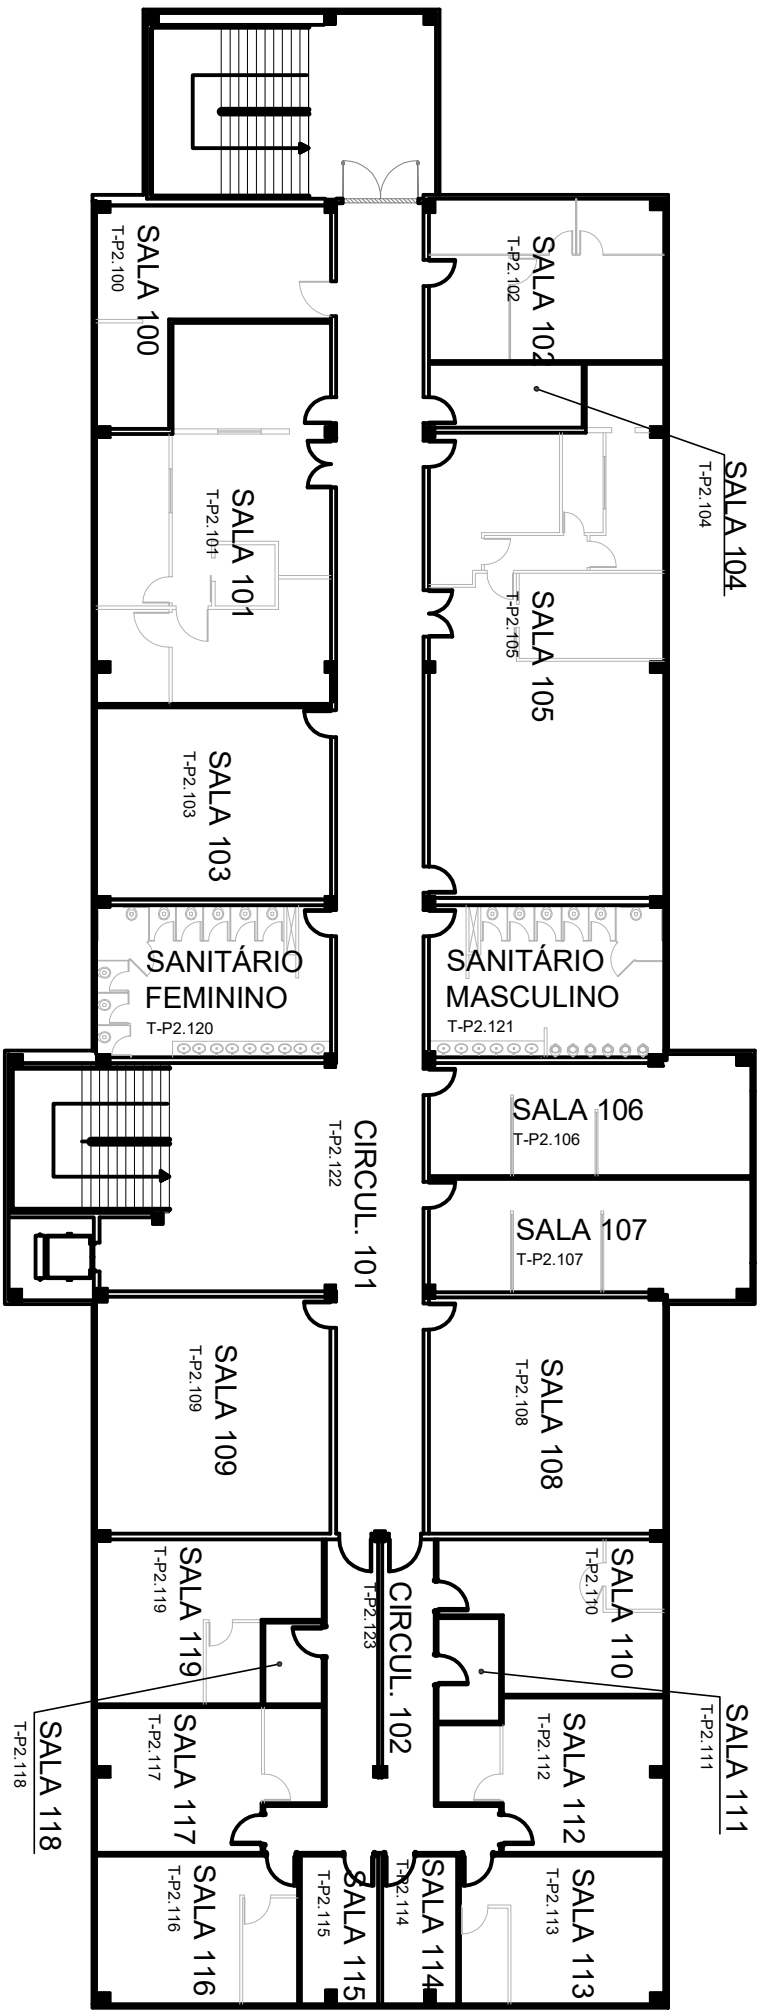 SALA 100
T-P2.100
SALA 102
T-P2.102
SALA 104
T-P2.104
SALA 101
T-P2.101
SALA 105
T-P2.105
SALA 103
T-P2.103
SANITÁRIO
FEMININO
T-P2.120
SANITÁRIO
MASCULINO
T-P2.121
SALA 106
T-P2.106
CIRCUL. 101
T-P2.122
SALA 107
T-P2.107
SALA 109
T-P2.109
SALA 108
T-P2.108
SALA 119
T-P2.119
CIRCUL. 102
T-P2.123
SALA 110
T-P2.110
SALA 118
T-P2.118
SALA 117
T-P2.117
SALA 112
T-P2.112
SALA 111
T-P2.111
SALA 116
T-P2.116
SALA 115
T-P2.115
SALA 114
T-P2.114
SALA 113
T-P2.113